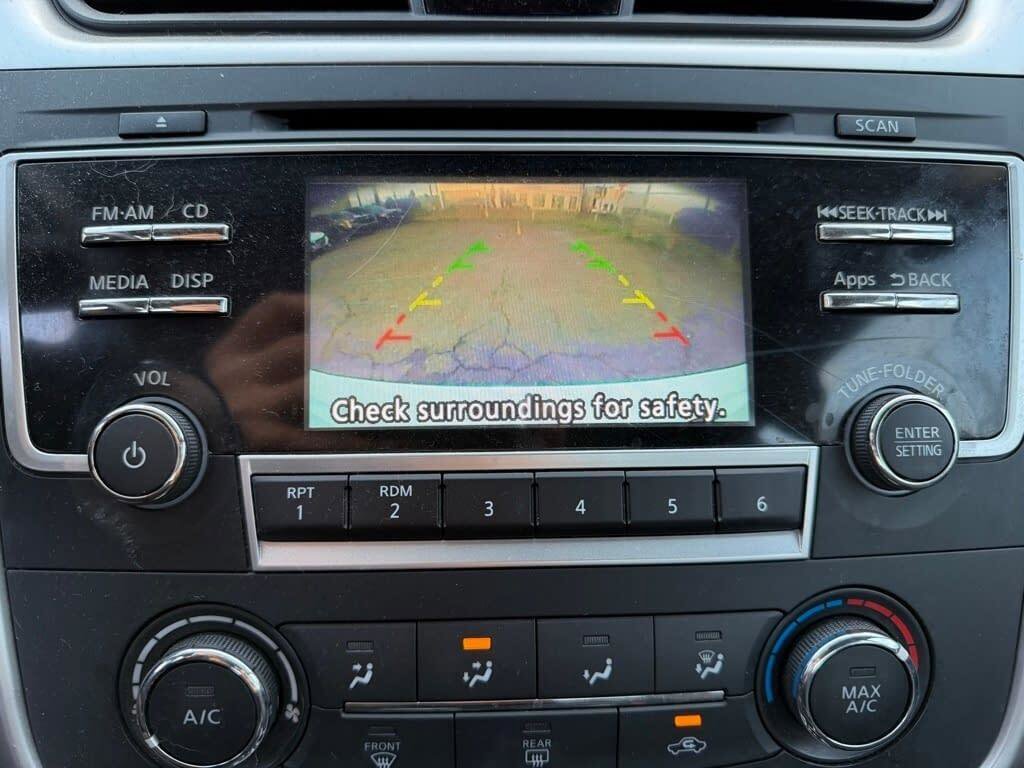 SCAN
FM·AM CD
⏮SEEK·TRACK⏭
MEDIA DISP
Apps ⮌BACK
VOL
TUNE·FOLDER
Check surroundings for safety.
ENTER
SETTING
RPT
1
RDM
2
3
4
5
6
A/C
MAX
A/C
FRONT
REAR